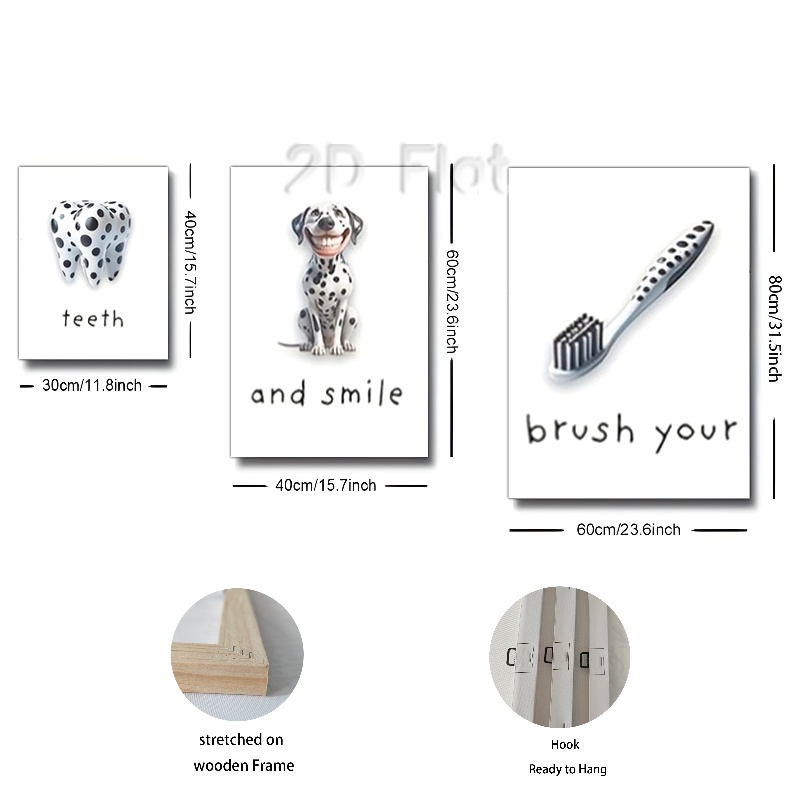 2D Flat
teeth
40cm/15.7inch
30cm/11.8inch
and smile
60cm/23.6inch
40cm/15.7inch
brush your
80cm/31.5inch
60cm/23.6inch
stretched on
wooden Frame
Hook
Ready to Hang